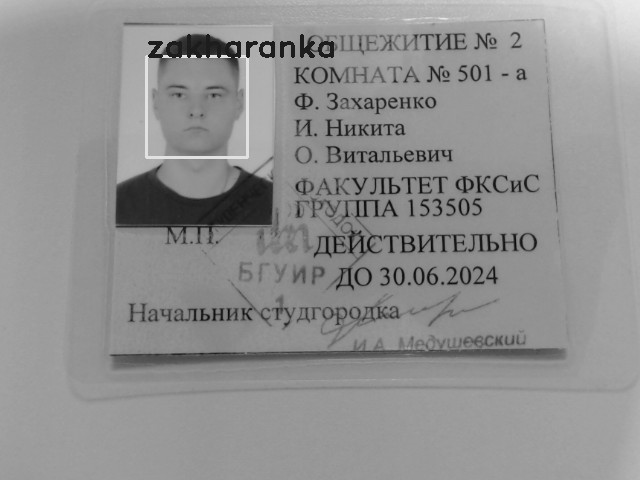 zakharanka
ОБЩЕЖИТИЕ № 2
КОМНАТА № 501 - а
Ф. Захаренко
И. Никита
О. Витальевич
ФАКУЛЬТЕТ ФКСиС
ГРУППА 153505
М.П.
ДЕЙСТВИТЕЛЬНО
БГУИР
ДО 30.06.2024
1
Начальник студгородка
И.А. Медушевский